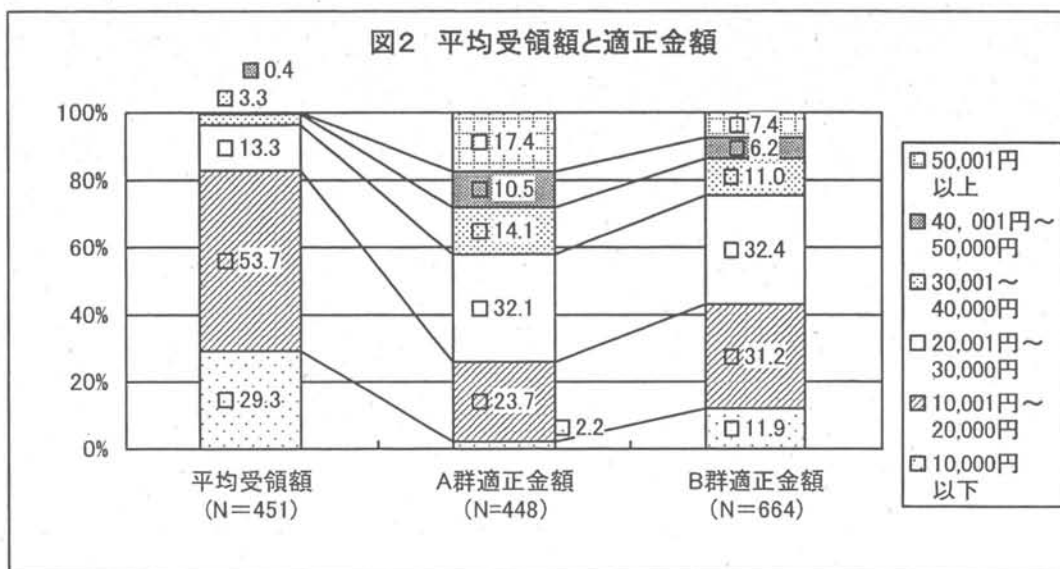 図2 平均受領額と適正金額
0.4
3.3
100%
80%
60%
40%
20%
0%
13.3
53.7
29.3
17.4
10.5
14.1
32.1
23.7
2.2
7.4
6.2
11.0
32.4
31.2
11.9
平均受領額
(N=451)
A群適正金額
(N=448)
B群適正金額
(N=664)
50,001円
以上
40, 001円～
50,000円
30,001～
40,000円
20,001円～
30,000円
10,001円～
20,000円
10,000円
以下